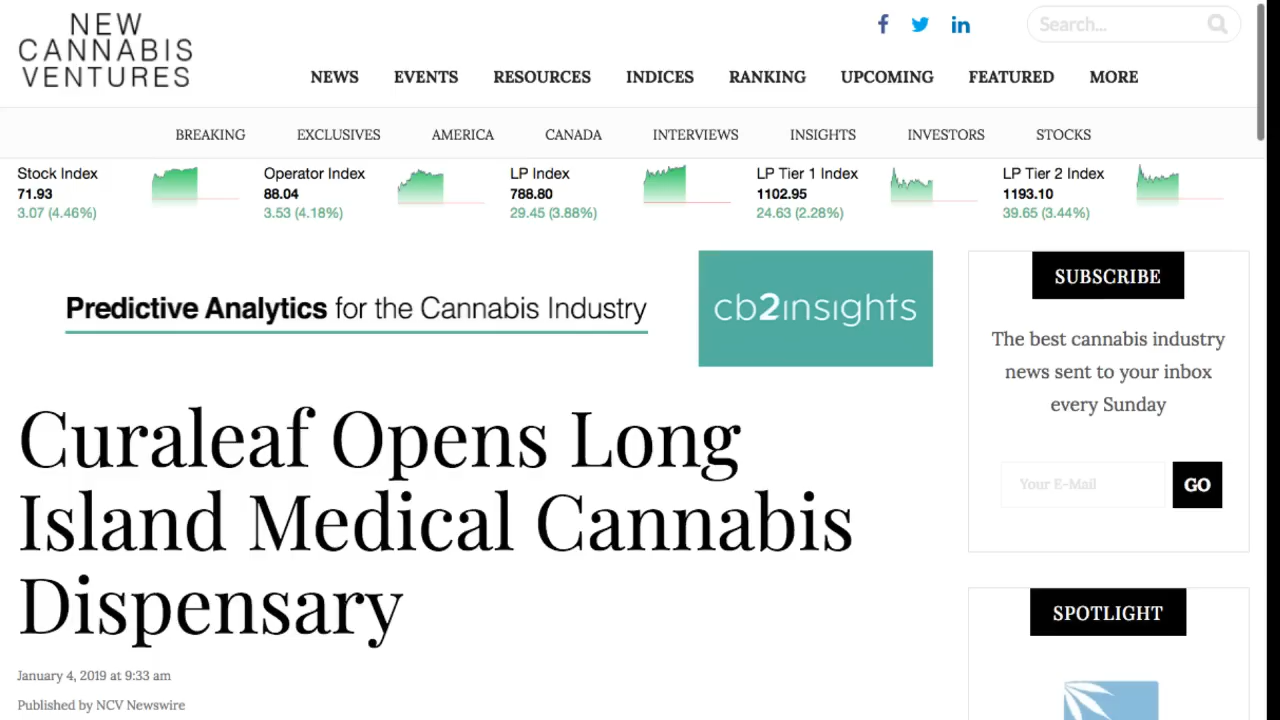 NEW
CANNABIS
VENTURES
Search...
NEWS EVENTS RESOURCES INDICES RANKING UPCOMING FEATURED MORE
BREAKING EXCLUSIVES AMERICA CANADA INTERVIEWS INSIGHTS INVESTORS STOCKS
Stock Index
71.93
3.07 (4.46%)
Operator Index
88.04
3.53 (4.18%)
LP Index
788.80
29.45 (3.88%)
LP Tier 1 Index
1102.95
24.63 (2.28%)
LP Tier 2 Index
1193.10
39.65 (3.44%)
Predictive Analytics for the Cannabis Industry
cb2insights
Curaleaf Opens Long
Island Medical Cannabis
Dispensary
January 4, 2019 at 9:33 am
Published by NCV Newswire
SUBSCRIBE
The best cannabis industry
news sent to your inbox
every Sunday
Your E-Mail
GO
SPOTLIGHT